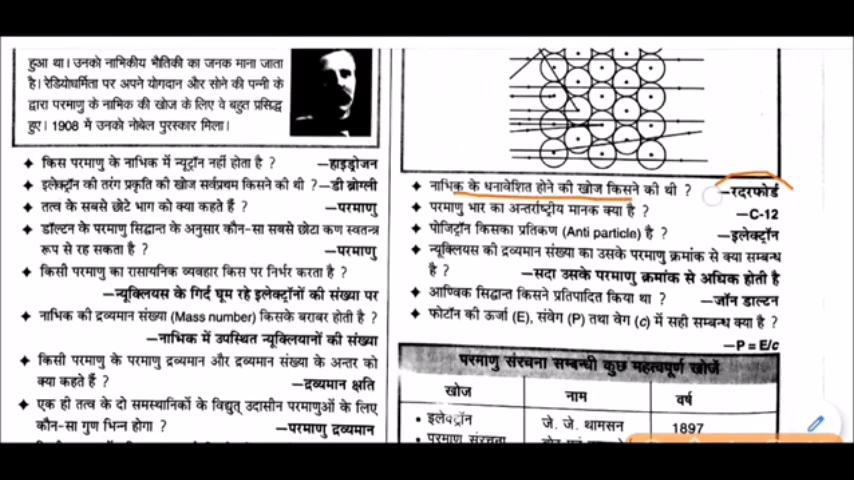 हुआ था। उनको नाभिकीय भौतिकी का जनक माना जाता
है। रेडियोधर्मिता पर अपने योगदान और सोने की पन्नी के
द्वारा परमाणु के नाभिक की खोज के लिए वे बहुत प्रसिद्ध
हुए। 1908 में उनको नोबेल पुरस्कार मिला।
✦ किस परमाणु के नाभिक में न्यूट्रॉन नहीं होता है ? —हाइड्रोजन
✦ इलेक्ट्रॉन की तरंग प्रकृति की खोज सर्वप्रथम किसने की थी ? —डी ब्रोग्ली
✦ तत्व के सबसे छोटे भाग को क्या कहते हैं ? —परमाणु
✦ डॉल्टन के परमाणु सिद्धान्त के अनुसार कौन-सा सबसे छोटा कण स्वतन्त्र
रूप से रह सकता है ? —परमाणु
✦ किसी परमाणु का रासायनिक व्यवहार किस पर निर्भर करता है ?
—न्यूक्लियस के गिर्द घूम रहे इलेक्ट्रॉनों की संख्या पर
✦ नाभिक की द्रव्यमान संख्या (Mass number) किसके बराबर होती है ?
—नाभिक में उपस्थित न्यूक्लियानों की संख्या
✦ किसी परमाणु के परमाणु द्रव्यमान और द्रव्यमान संख्या के अन्तर को
क्या कहते हैं ? —द्रव्यमान क्षति
✦ एक ही तत्व के दो समस्थानिकों के विद्युत् उदासीन परमाणुओं के लिए
कौन-सा गुण भिन्न होगा ? —परमाणु द्रव्यमान
✦ नाभिक के धनावेशित होने की खोज किसने की थी ? —रदरफोर्ड
✦ परमाणु भार का अन्तर्राष्ट्रीय मानक क्या है ? —C-12
✦ पोजिट्रॉन किसका प्रतिकण (Anti particle) है ? —इलेक्ट्रॉन
✦ न्यूक्लियस की द्रव्यमान संख्या का उसके परमाणु क्रमांक से क्या सम्बन्ध
है ? —सदा उसके परमाणु क्रमांक से अधिक होती है
✦ आण्विक सिद्धान्त किसने प्रतिपादित किया था ? —जॉन डाल्टन
✦ फोटॉन की ऊर्जा (E), संवेग (P) तथा वेग (c) में सही सम्बन्ध क्या है ?
—P = E/c
परमाणु संरचना सम्बन्धी कुछ महत्वपूर्ण खोजें
खोज नाम वर्ष
• इलेक्ट्रॉन जे. जे. थामसन 1897
• परमाणु संरचना